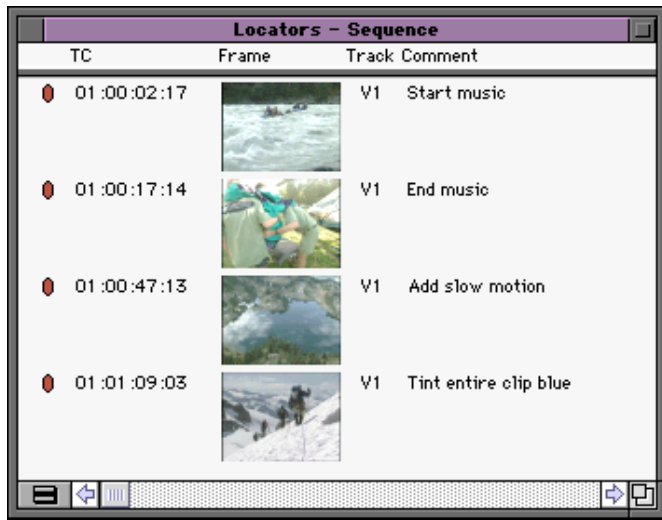 Locators - Sequence
TC Frame Track Comment
01:00:02:17 V1 Start music
01:00:17:14 V1 End music
01:00:47:13 V1 Add slow motion
01:01:09:03 V1 Tint entire clip blue